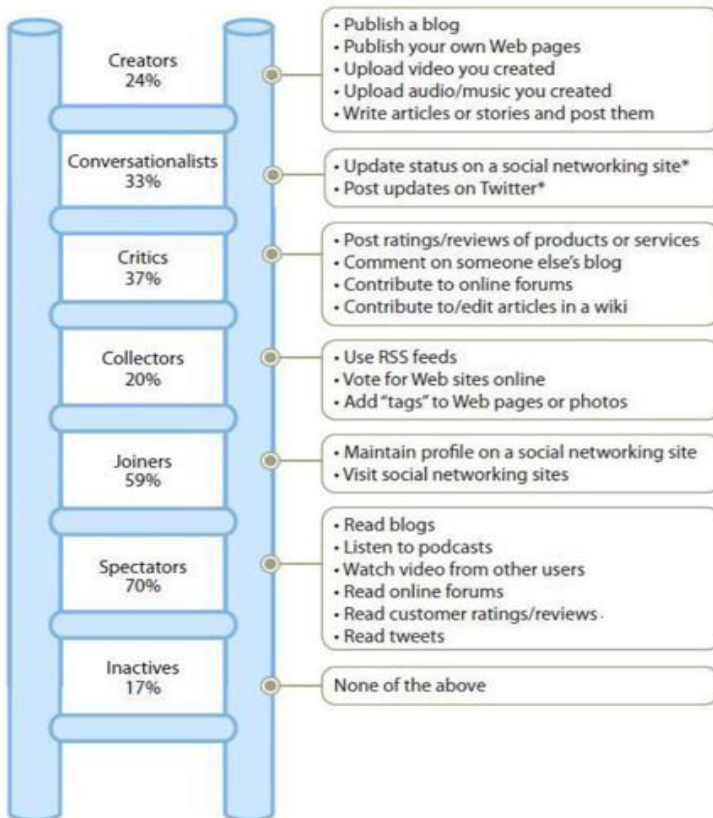 Creators
24%
• Publish a blog
• Publish your own Web pages
• Upload video you created
• Upload audio/music you created
• Write articles or stories and post them
Conversationalists
33%
• Update status on a social networking site*
• Post updates on Twitter*
Critics
37%
• Post ratings/reviews of products or services
• Comment on someone else's blog
• Contribute to online forums
• Contribute to/edit articles in a wiki
Collectors
20%
• Use RSS feeds
• Vote for Web sites online
• Add “tags” to Web pages or photos
Joiners
59%
• Maintain profile on a social networking site
• Visit social networking sites
Spectators
70%
• Read blogs
• Listen to podcasts
• Watch video from other users
• Read online forums
• Read customer ratings/reviews
• Read tweets
Inactives
17%
None of the above